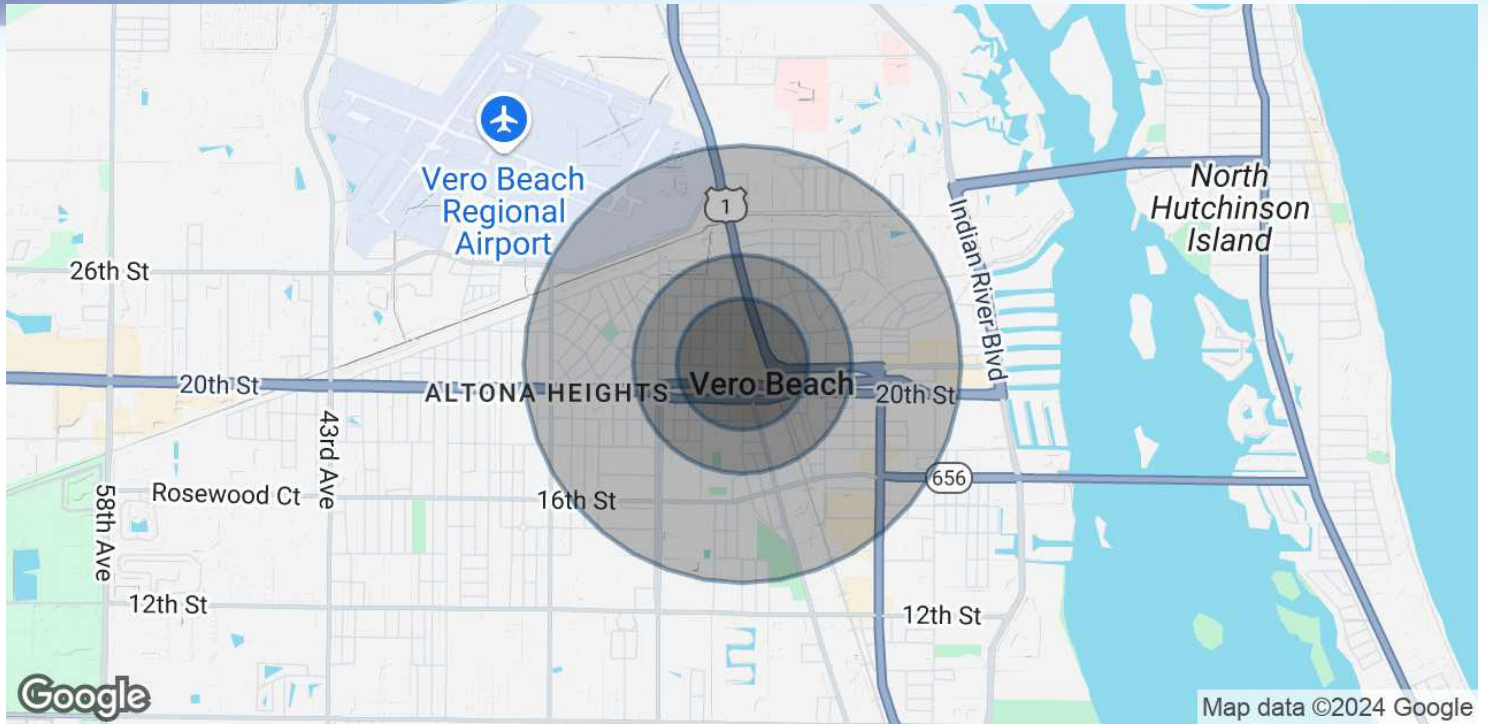 Vero Beach
Regional
Airport
1
North
Hutchinson
Island
Indian River Blvd
26th St
20th St
ALTONA HEIGHTS
Vero Beach
20th St
43rd Ave
58th Ave
Rosewood Ct
16th St
656
12th St
12th St
Google
Map data ©2024 Google